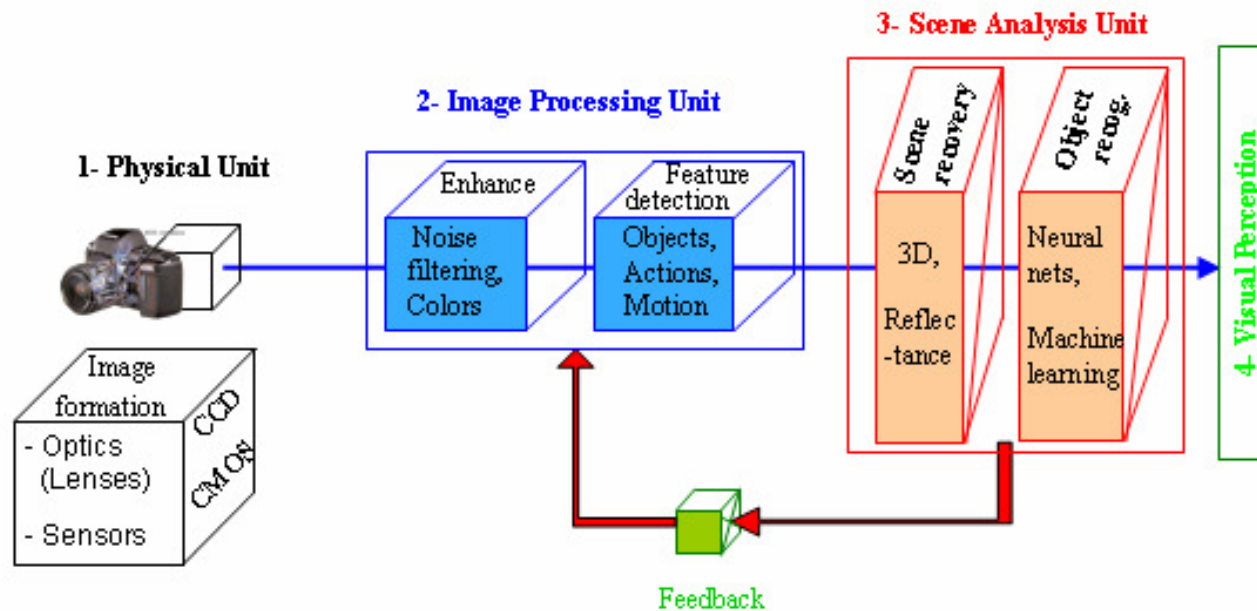 3- Scene Analysis Unit
2- Image Processing Unit
1- Physical Unit
Enhance
Noise
filtering,
Colors
Feature
detection
Objects,
Actions,
Motion
Scene
recovery
3D,
Reflec
-tance
Object
recog.
Neural
nets,
Machine
learning
4- Visual Perception
Image
formation
- Optics
(Lenses)
- Sensors
CCD
CMOS
Feedback